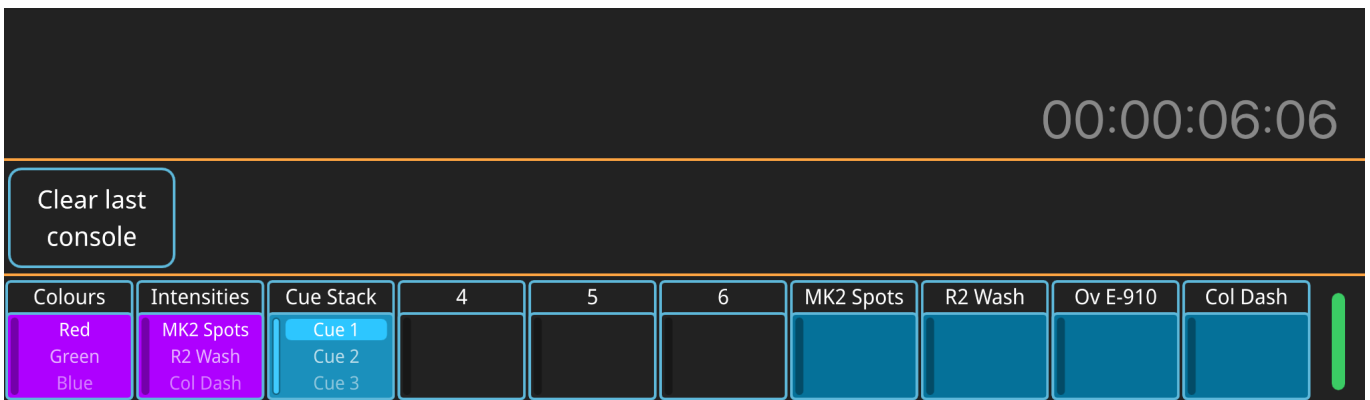 00:00:06:06
Clear last
console
Colours Intensities Cue Stack 4 5 6 MK2 Spots R2 Wash Ov E-910 Col Dash
Red MK2 Spots Cue 1
Green R2 Wash Cue 2
Blue Col Dash Cue 3